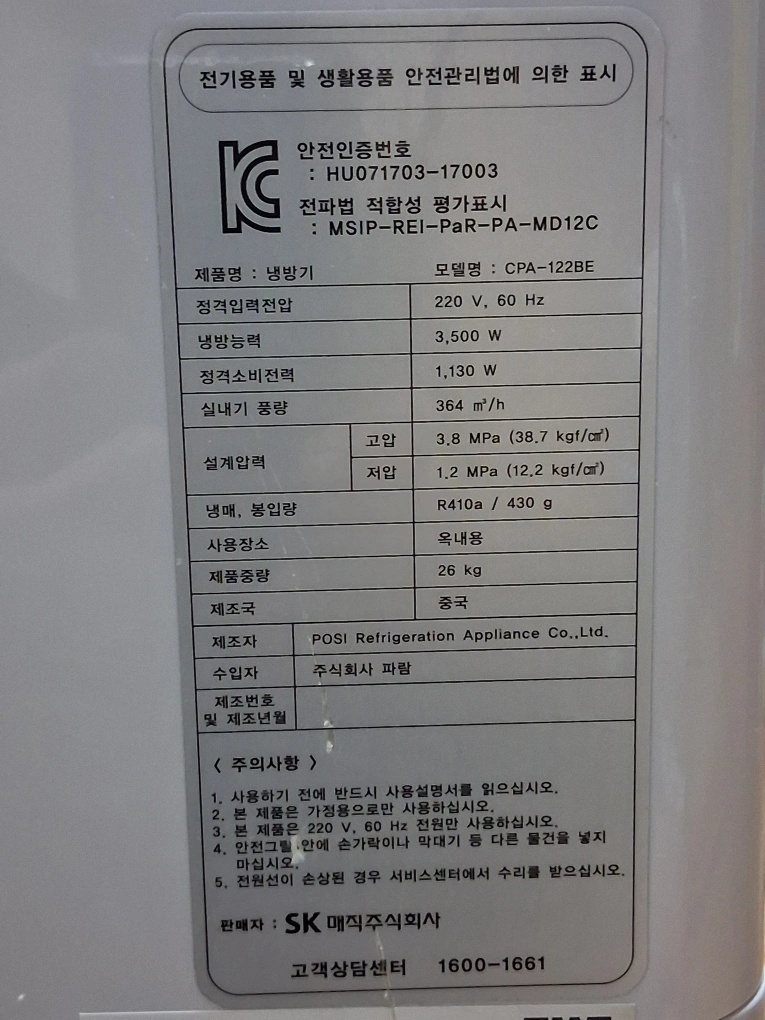 전기용품 및 생활용품 안전관리법에 의한 표시
안전인증번호
: HU071703-17003
전파법 적합성 평가표시
: MSIP-REI-PaR-PA-MD12C
제품명 : 냉방기 모델명 : CPA-122BE
정격입력전압 220 V, 60 Hz
냉방능력 3,500 W
정격소비전력 1,130 W
실내기 풍량 364 ㎥/h
설계압력 고압 3.8 MPa (38.7 kgf/㎠)
저압 1.2 MPa (12.2 kgf/㎠)
냉매, 봉입량 R410a / 430 g
사용장소 옥내용
제품중량 26 kg
제조국 중국
제조자 POSI Refrigeration Appliance Co.,Ltd.
수입자 주식회사 파람
제조번호
및 제조년월
〈 주의사항 〉
1. 사용하기 전에 반드시 사용설명서를 읽으십시오.
2. 본 제품은 가정용으로만 사용하십시오.
3. 본 제품은 220 V, 60 Hz 전원만 사용하십시오.
4. 안전그릴 안에 손가락이나 막대기 등 다른 물건을 넣지
마십시오.
5. 전원선이 손상된 경우 서비스센터에서 수리를 받으십시오.
판매자 : SK매직주식회사
고객상담센터 1600-1661